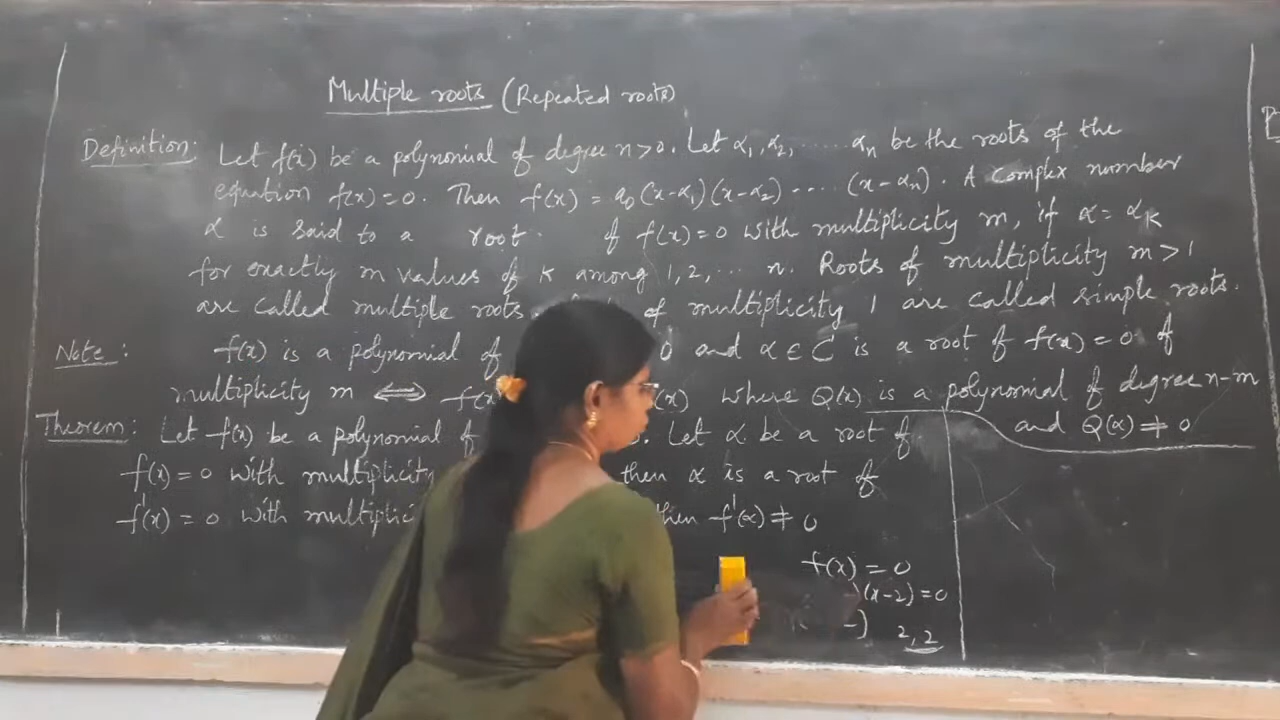 Multiple roots (Repeated roots)
Definition: Let f(x) be a polynomial of degree n>0. Let α₁, α₂, ..... αₙ be the roots of the
equation f(x)=0. Then f(x) = a₀(x-α₁)(x-α₂).... (x-αₙ). A complex number
α is said to a root of f(x)=0 with multiplicity m, if α = αₖ
for exactly m values of k among 1,2,... n. Roots of multiplicity m>1
are called multiple roots. of multiplicity 1 are called simple roots.
Note: f(x) is a polynomial of 0 and α∈C is a root of f(x)=0 of
multiplicity m ⟺ f(x) (x) where Q(x) is a polynomial of degree n-m
and Q(α) ≠ 0
Theorem: Let f(x) be a polynomial of 0. Let α be a root of
f(x)=0 with multiplicity then α is a root of
f'(x)=0 with then f'(α) ≠ 0
f(x)=0
)(x-2)=0
-) 2,2